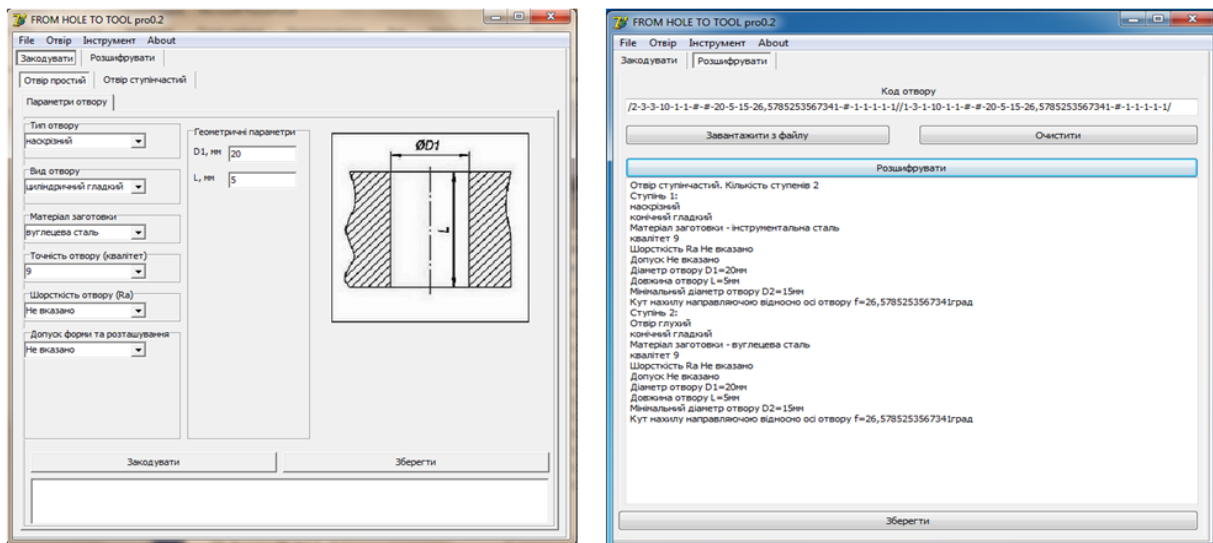 FROM HOLE TO TOOL pro0.2
File Отвір Інструмент About
Закодувати Розшифрувати
Отвір простий Отвір ступінчастий
Параметри отвору
Тип отвору
наскрізний
Вид отвору
циліндричний гладкий
Матеріал заготовки
вуглецева сталь
Точність отвору (квалітет)
9
Шорсткість отвору (Ra)
Не вказано
Допуск форми та розташування
Не вказано
Геометричні параметри
D1, мм 20
L, мм 5
ØD1
L
Закодувати Зберегти
FROM HOLE TO TOOL pro0.2
File Отвір Інструмент About
Закодувати Розшифрувати
Код отвору
/2-3-3-10-1-1-#-#-20-5-15-26,5785253567341-#-1-1-1-1-1//1-3-1-10-1-1-#-#-20-5-15-26,5785253567341-#-1-1-1-1-1/
Завантажити з файлу Очистити
Розшифрувати
Отвір ступінчастий. Кількість ступенів 2
Ступінь 1:
наскрізний
конічний гладкий
Матеріал заготовки - інструментальна сталь
квалітет 9
Шорсткість Ra Не вказано
Допуск Не вказано
Діаметр отвору D1=20мм
Довжина отвору L=5мм
Мінімальний діаметр отвору D2=15мм
Кут нахилу направляючою відносно осі отвору f=26,5785253567341град
Ступінь 2:
Отвір глухий
конічний гладкий
Матеріал заготовки - вуглецева сталь
квалітет 9
Шорсткість Ra Не вказано
Допуск Не вказано
Діаметр отвору D1=20мм
Довжина отвору L=5мм
Мінімальний діаметр отвору D2=15мм
Кут нахилу направляючою відносно осі отвору f=26,5785253567341град
Зберегти